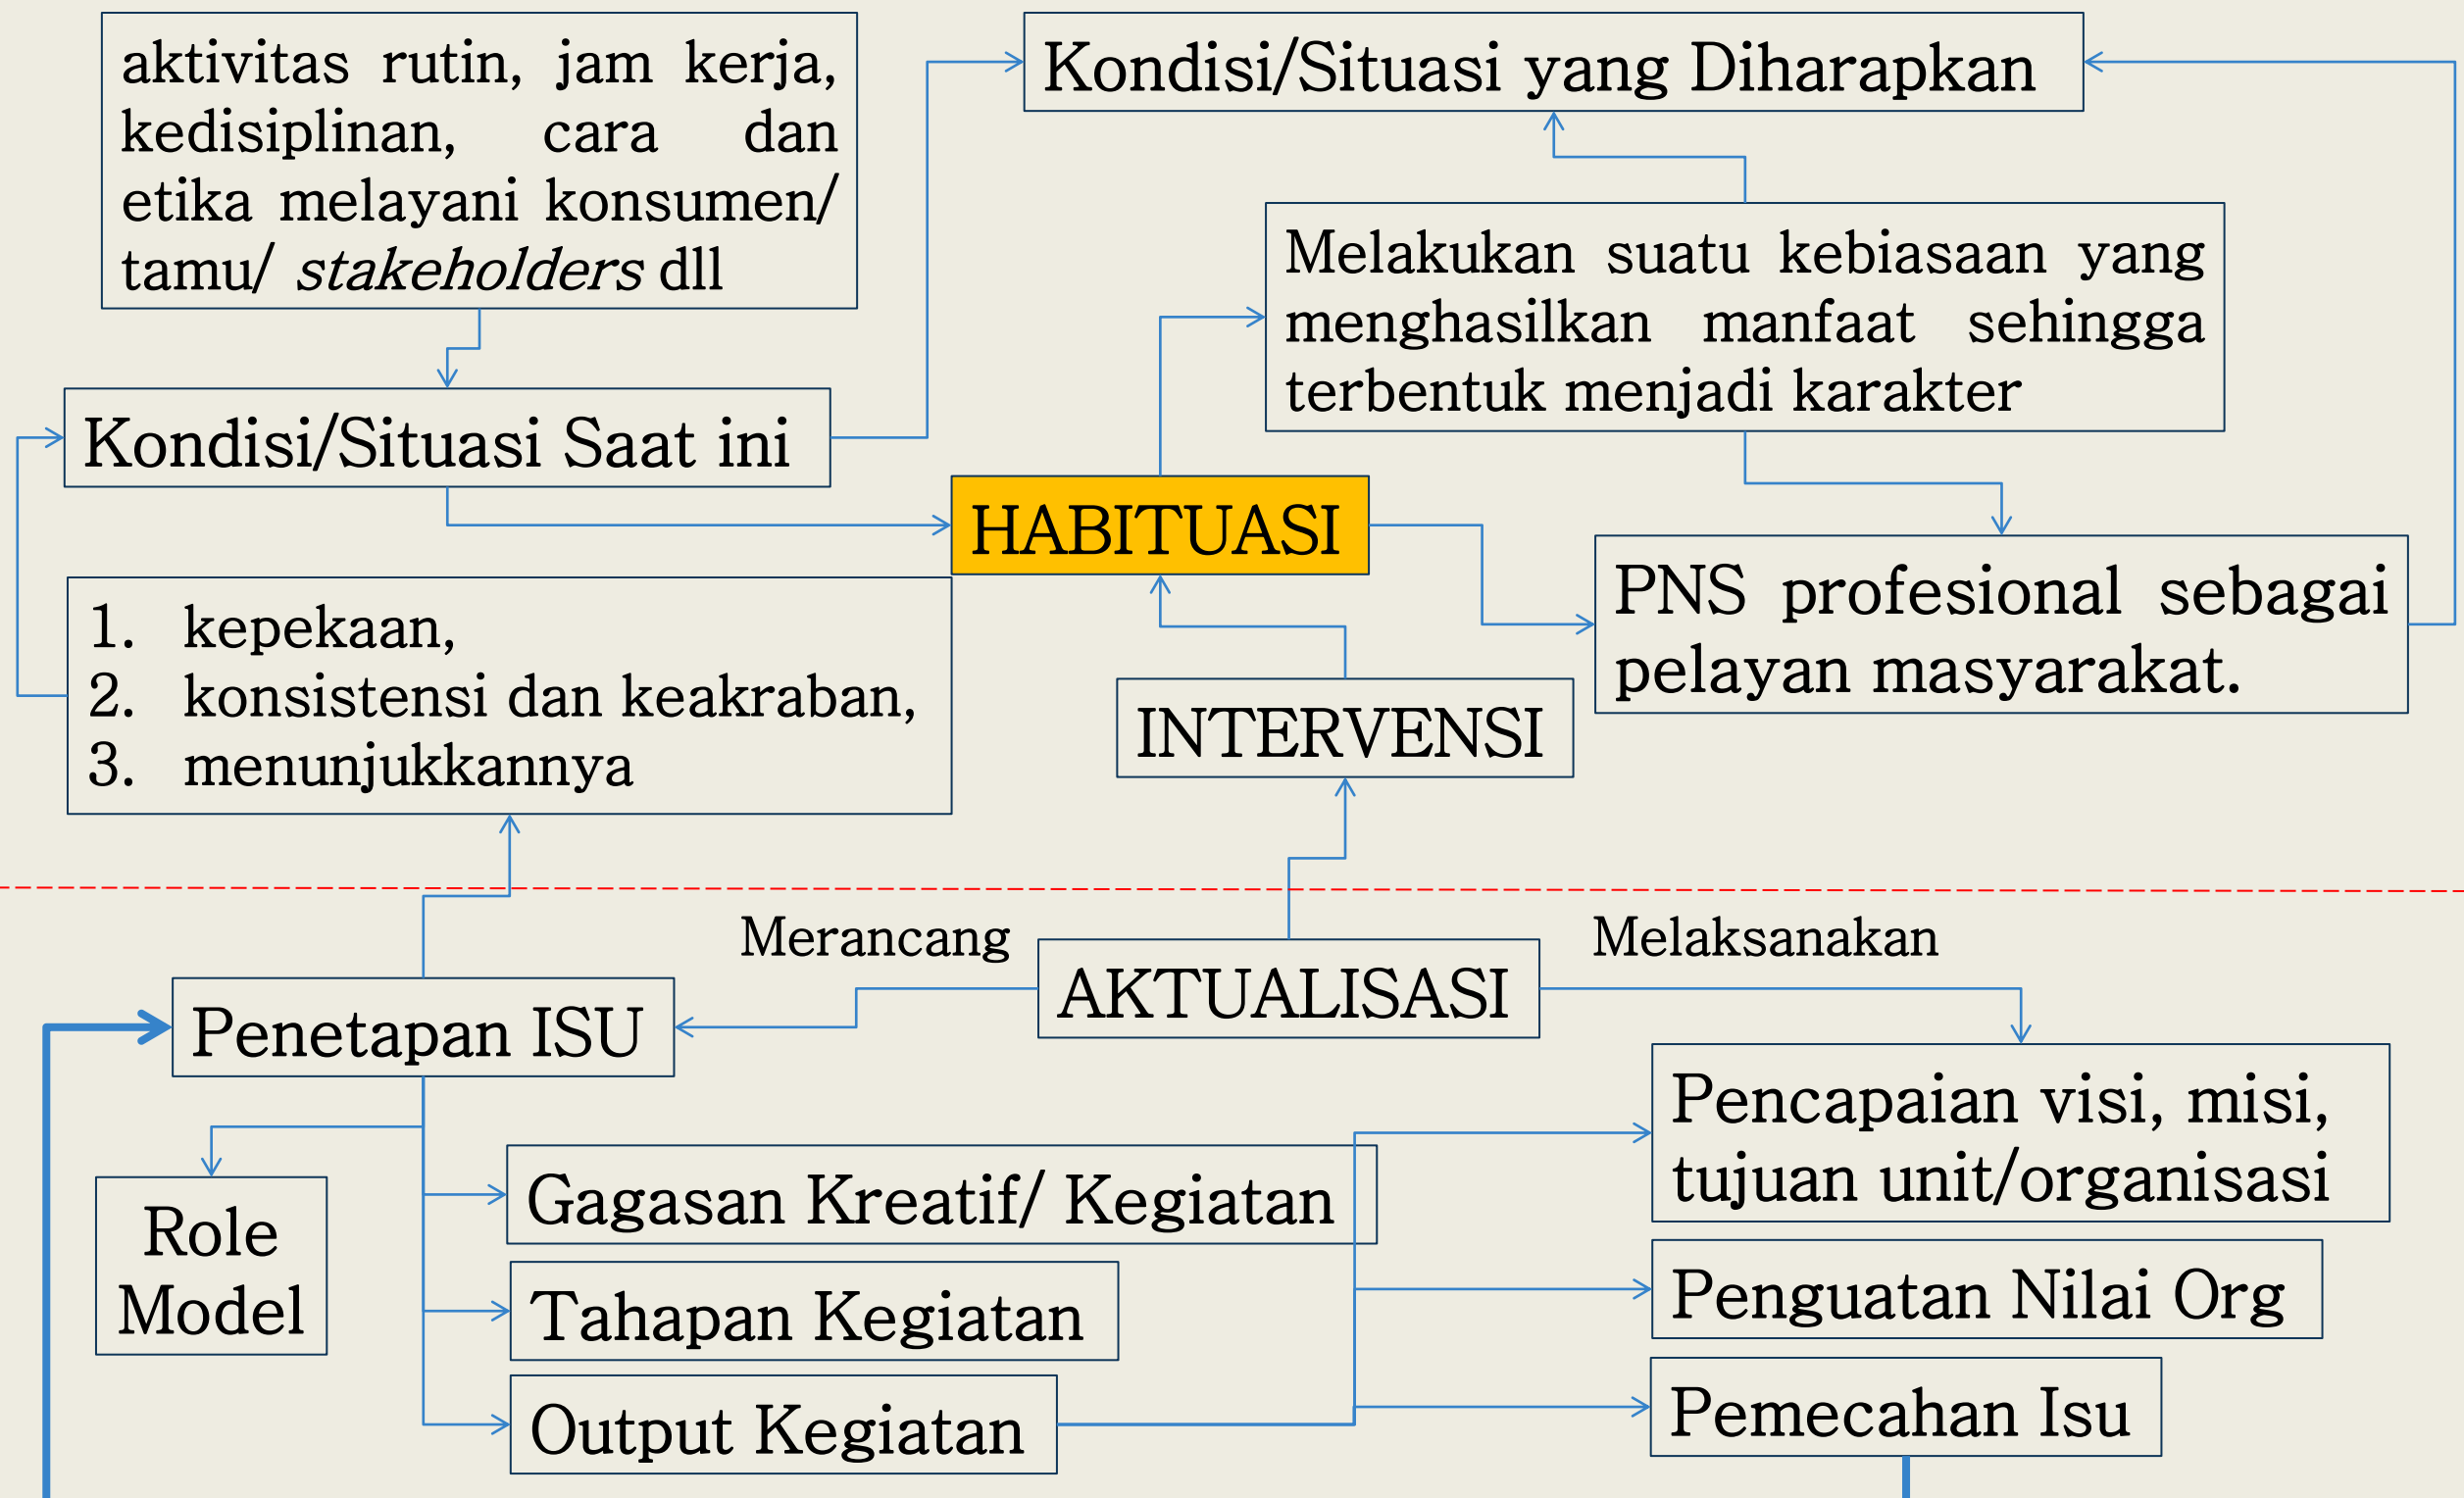 aktivitas rutin, jam kerja,
kedisiplinan, cara dan
etika melayani konsumen/
tamu/ stakeholders dll
Kondisi/Situasi yang Diharapkan
Melakukan suatu kebiasaan yang
menghasilkan manfaat sehingga
terbentuk menjadi karakter
Kondisi/Situasi Saat ini
HABITUASI
PNS profesional sebagai
pelayan masyarakat.
1. kepekaan,
2. konsistensi dan keakraban,
3. menunjukkannya
INTERVENSI
Merancang
AKTUALISASI
Melaksanakan
Penetapan ISU
Role
Model
Gagasan Kreatif/ Kegiatan
Tahapan Kegiatan
Output Kegiatan
Pencapaian visi, misi,
tujuan unit/organisasi
Penguatan Nilai Org
Pemecahan Isu